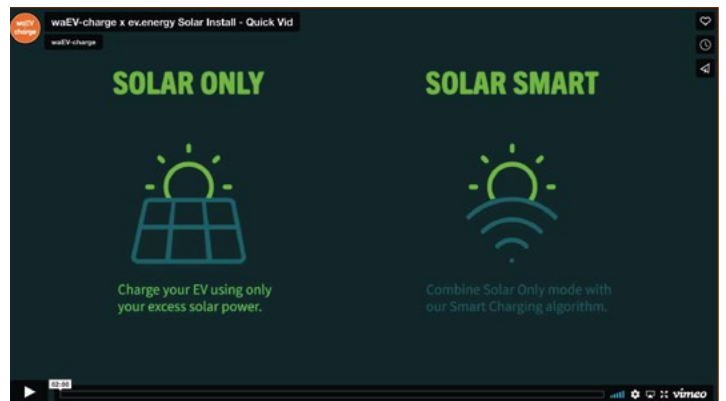 waEV
charge
waEV-charge x ev.energy Solar Install - Quick Vid
waEV-charge
SOLAR ONLY
SOLAR SMART
Charge your EV using only
your excess solar power.
Combine Solar Only mode with
our Smart Charging algorithm.
02:00
vimeo